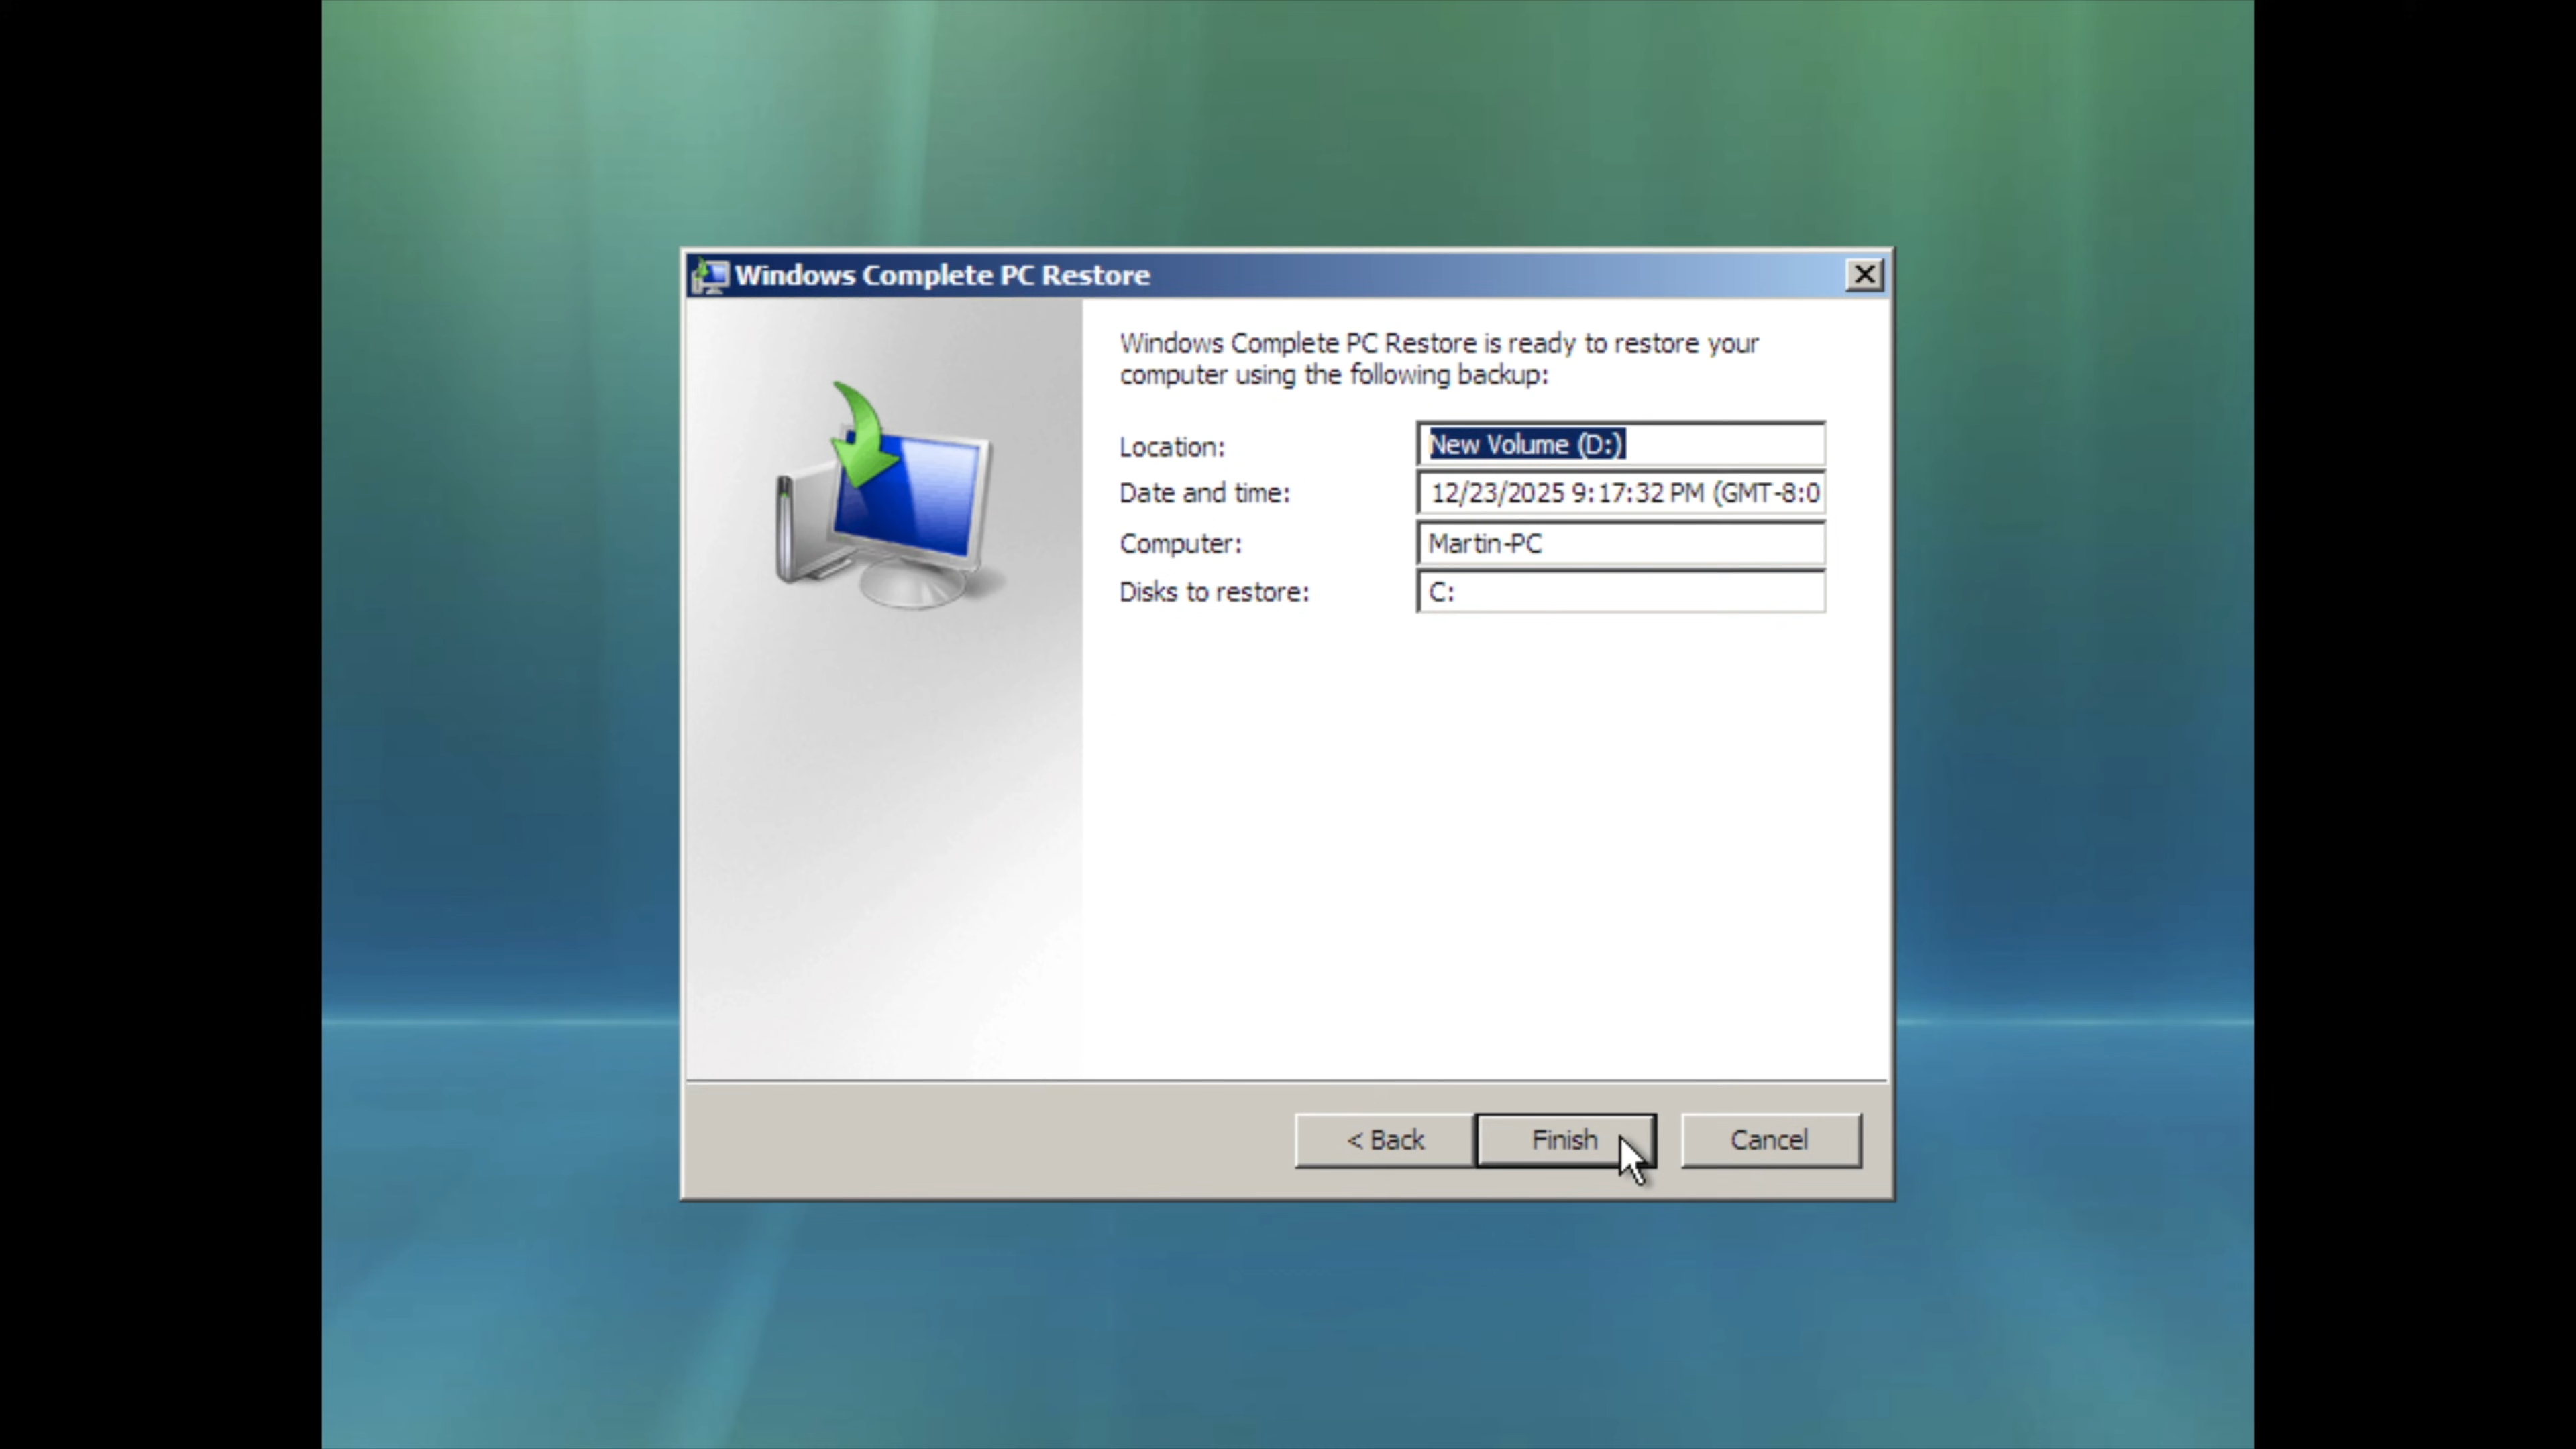 Windows Complete PC Restore
Windows Complete PC Restore is ready to restore your
computer using the following backup:
Location: New Volume (D:)
Date and time: 12/23/2025 9:17:32 PM (GMT-8:0
Computer: Martin-PC
Disks to restore: C:
< Back Finish Cancel